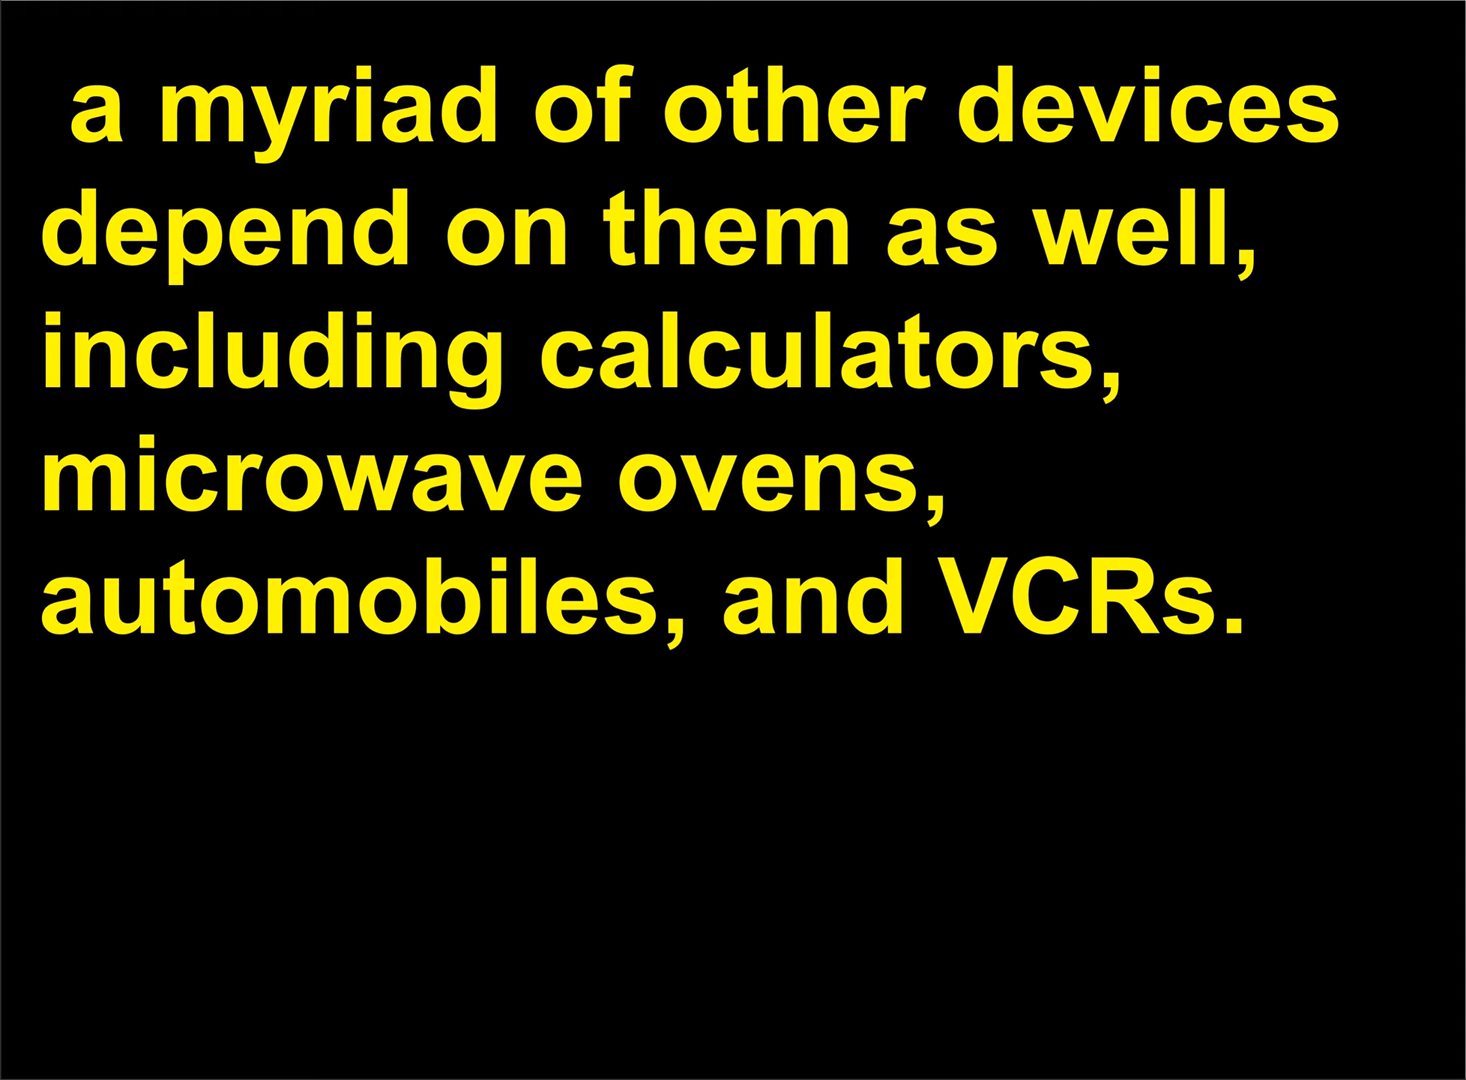 a myriad of other devices
depend on them as well,
including calculators,
microwave ovens,
automobiles, and VCRs.